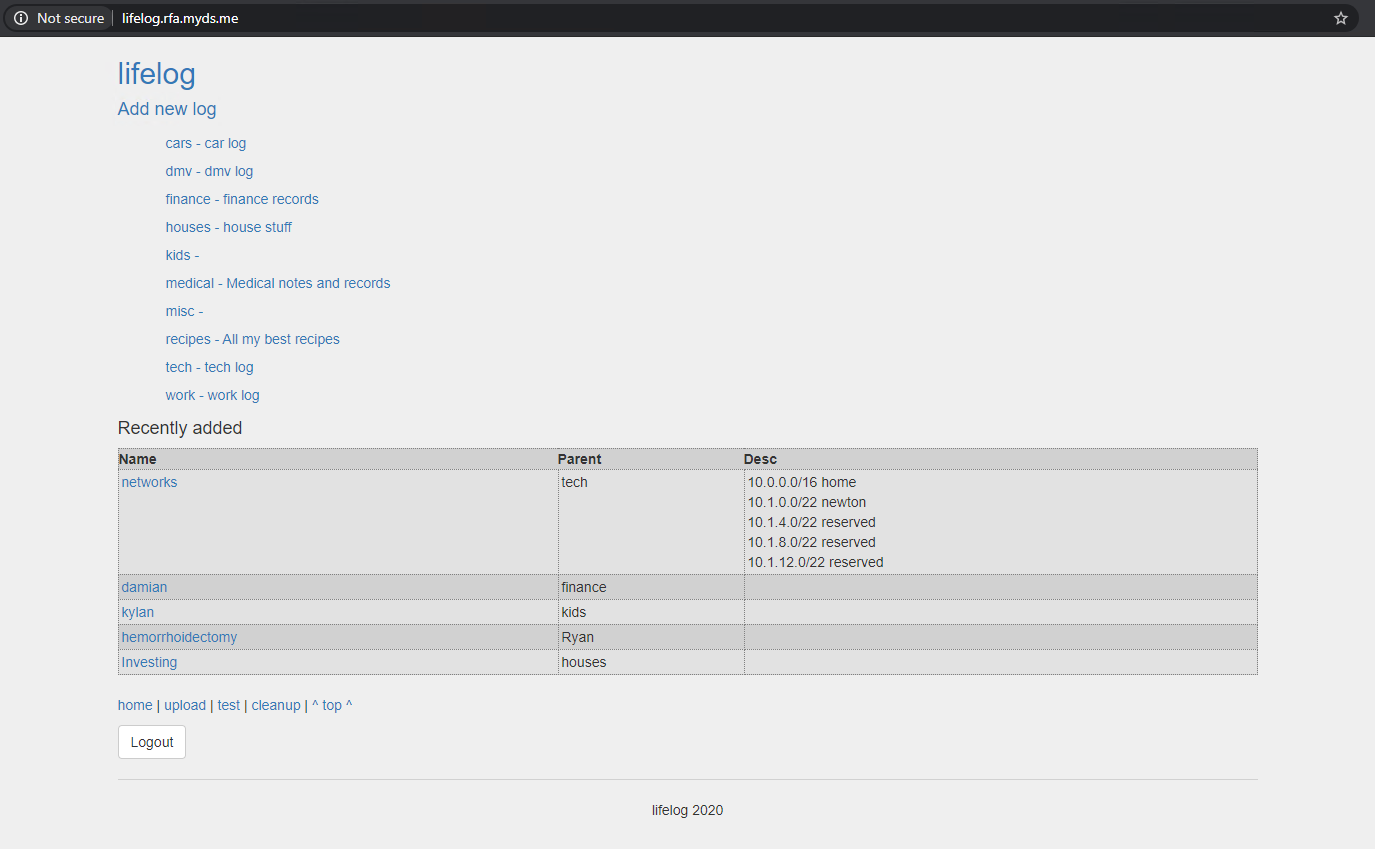 Not secure | lifelog.rfa.myds.me
lifelog
Add new log
cars - car log
dmv - dmv log
finance - finance records
houses - house stuff
kids -
medical - Medical notes and records
misc -
recipes - All my best recipes
tech - tech log
work - work log
Recently added
Name Parent Desc
networks tech 10.0.0.0/16 home
10.1.0.0/22 newton
10.1.4.0/22 reserved
10.1.8.0/22 reserved
10.1.12.0/22 reserved
damian finance
kylan kids
hemorrhoidectomy Ryan
Investing houses
home | upload | test | cleanup | ^ top ^
Logout
lifelog 2020